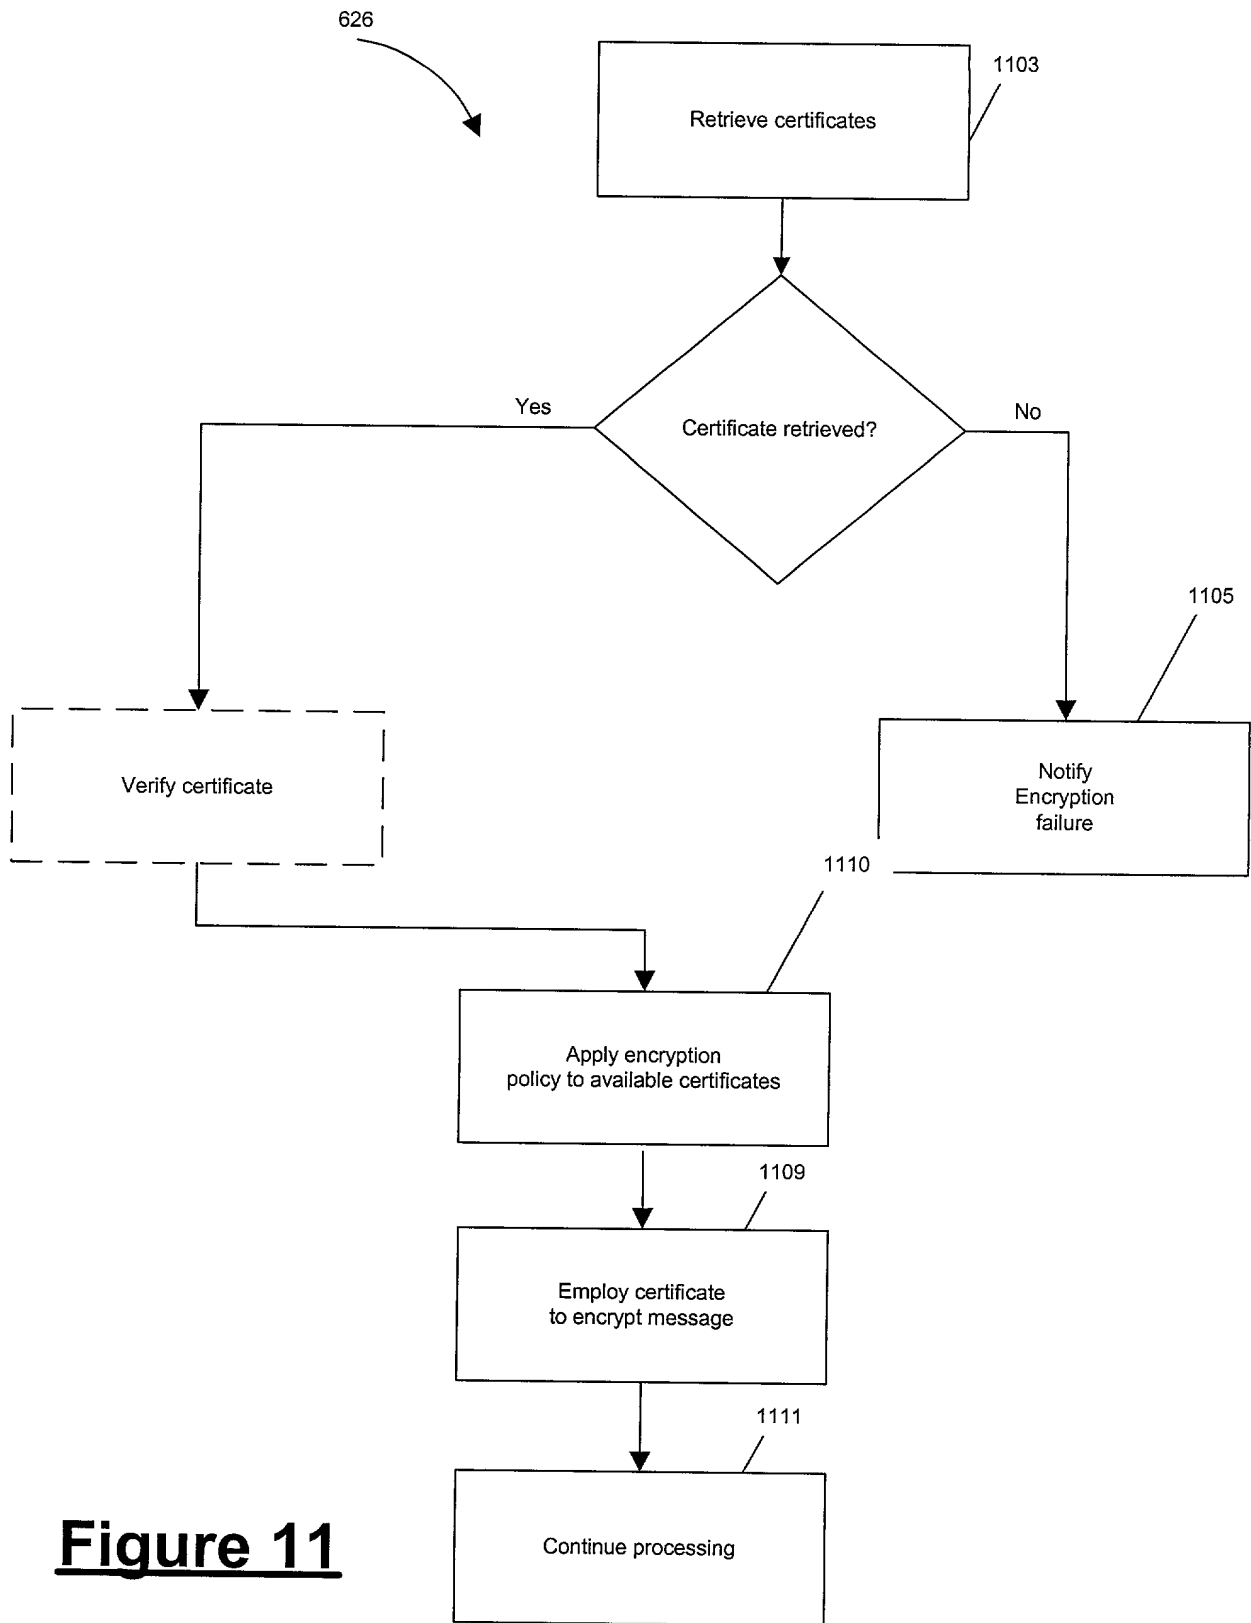 626
1103
Retrieve certificates
Yes
No
Certificate retrieved?
1105
Verify certificate
Notify
Encryption
failure
1110
Apply encryption
policy to available certificates
1109
Employ certificate
to encrypt message
1111
Continue processing
Figure 11